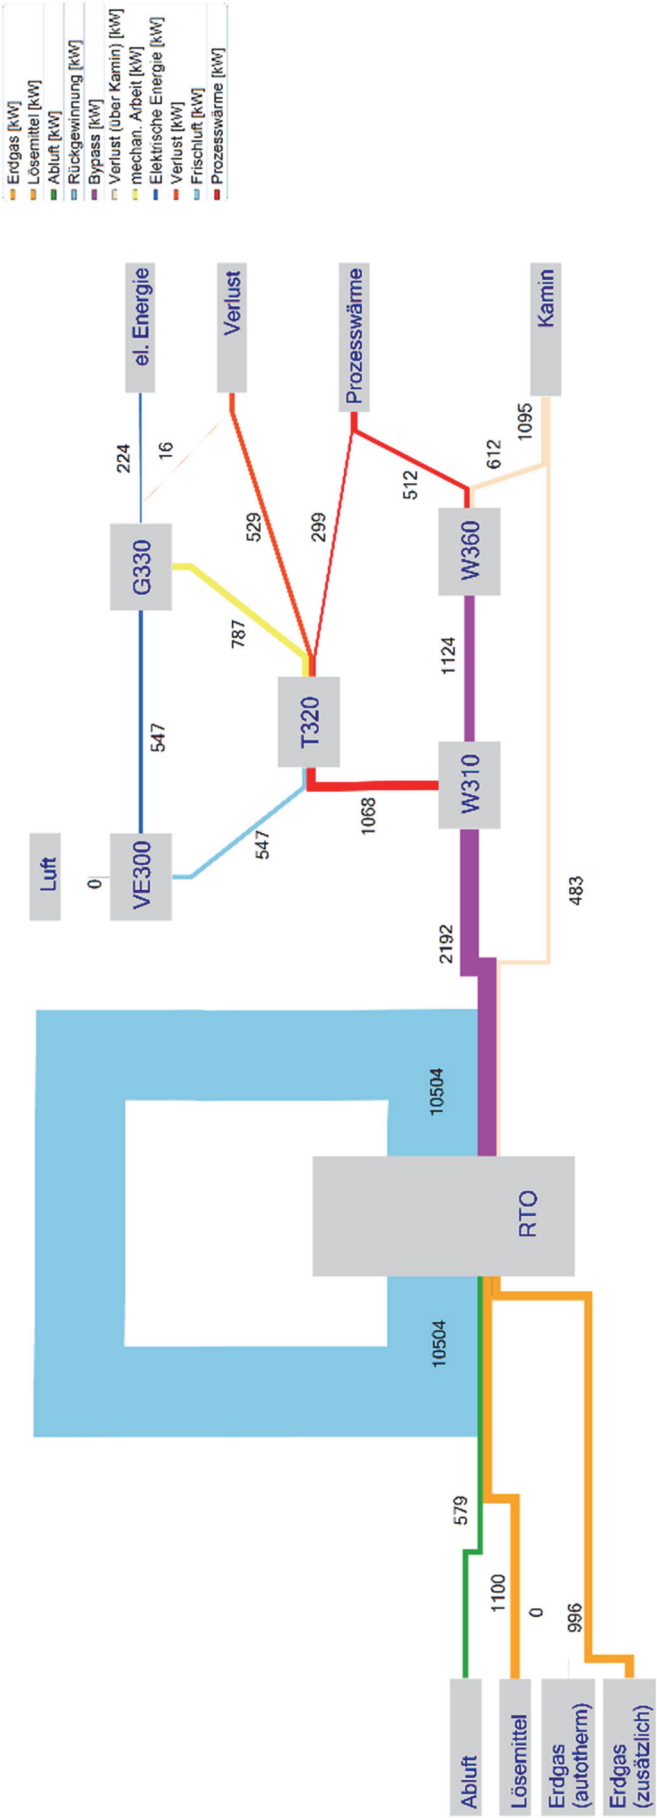 Erdgas [kW]
Lösemittel [kW]
Abluft [kW]
Rückgewinnung [kW]
Bypass [kW]
Verlust (über Kamin) [kW]
mechan. Arbeit [kW]
Elektrische Energie [kW]
Verlust [kW]
Frischluft [kW]
Prozesswärme [kW]
Luft
0
VE300
547
G330
224
16
el. Energie
Verlust
547
787
529
T320
299
Prozesswärme
1068
512
10504
10504
2192
W310
1124
W360
612
1095
Kamin
483
RTO
579
1100
0
996
Abluft
Lösemittel
Erdgas
(autotherm)
Erdgas
(zusätzlich)